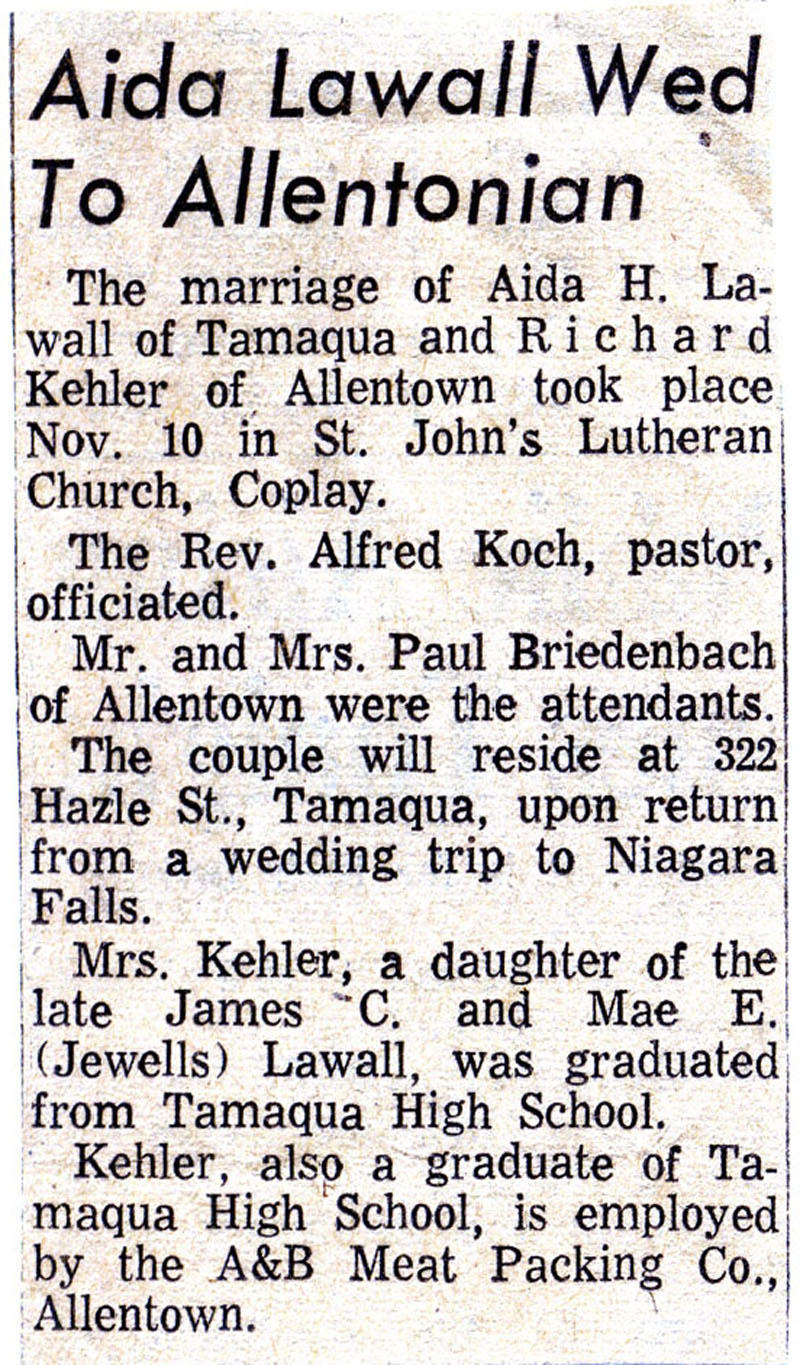 Aida Lawall Wed
To Allentonian
The marriage of Aida H. La-
wall of Tamaqua and Richard
Kehler of Allentown took place
Nov. 10 in St. John's Lutheran
Church, Coplay.
The Rev. Alfred Koch, pastor,
officiated.
Mr. and Mrs. Paul Briedenbach
of Allentown were the attendants.
The couple will reside at 322
Hazle St., Tamaqua, upon return
from a wedding trip to Niagara
Falls.
Mrs. Kehler, a daughter of the
late James C. and Mae E.
(Jewells) Lawall, was graduated
from Tamaqua High School.
Kehler, also a graduate of Ta-
maqua High School, is employed
by the A&B Meat Packing Co.,
Allentown.